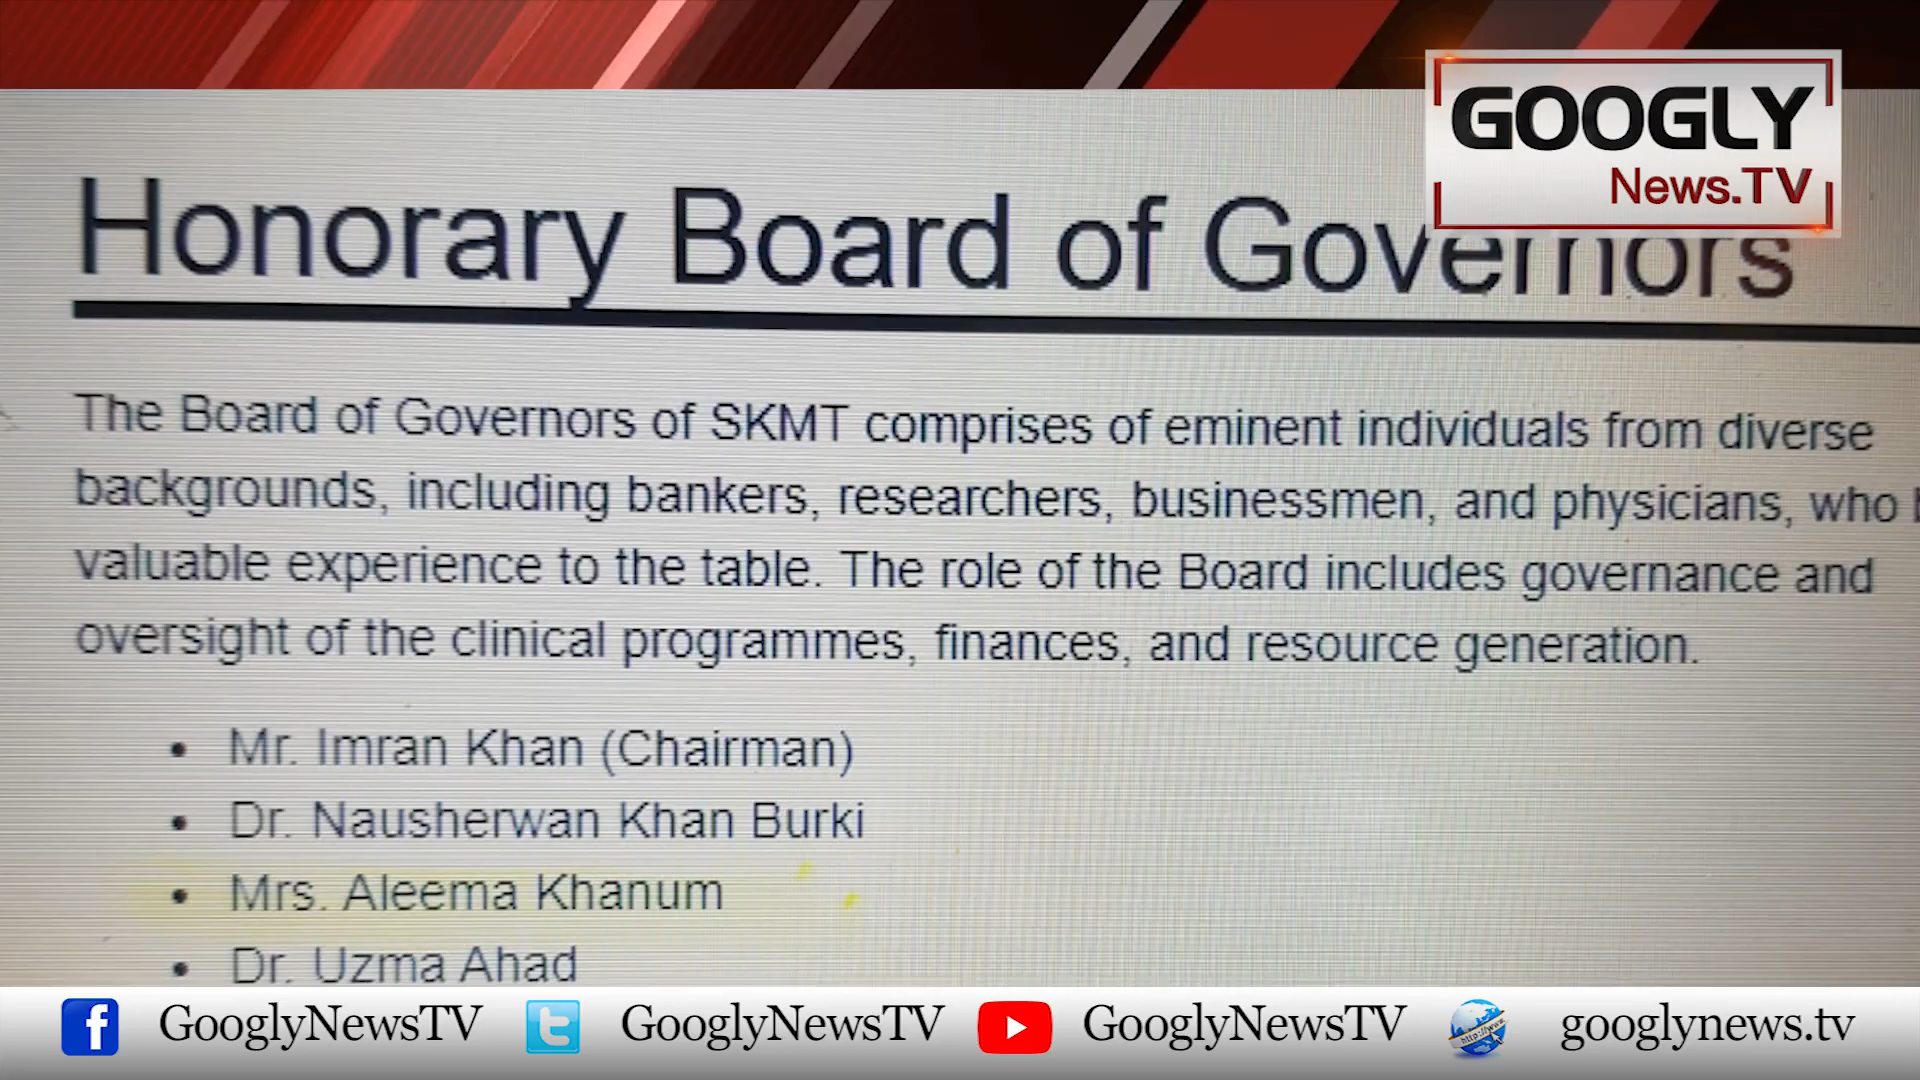 GOOGLY
News.TV
Honorary Board of Governors
The Board of Governors of SKMT comprises of eminent individuals from diverse
backgrounds, including bankers, researchers, businessmen, and physicians, who
valuable experience to the table. The role of the Board includes governance and
oversight of the clinical programmes, finances, and resource generation.
• Mr. Imran Khan (Chairman)
• Dr. Nausherwan Khan Burki
• Mrs. Aleema Khanum
• Dr. Uzma Ahad
GooglyNewsTV GooglyNewsTV GooglyNewsTV googlynews.tv